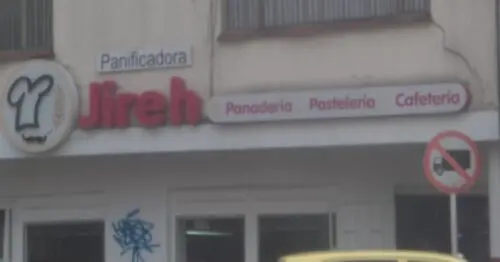 Panificadora
Jireh
Panadería Pastelería Cafetería